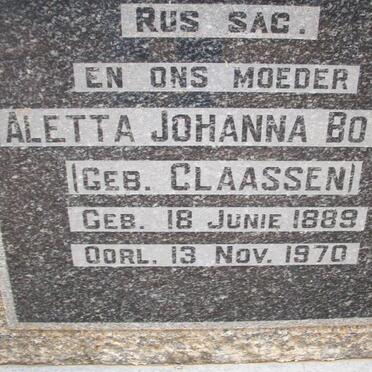 RUS SAG.
EN ONS MOEDER
ALETTA JOHANNA BO
(GEB. CLAASSEN)
GEB. 18 JUNIE 1889
OORL. 13 NOV. 1970